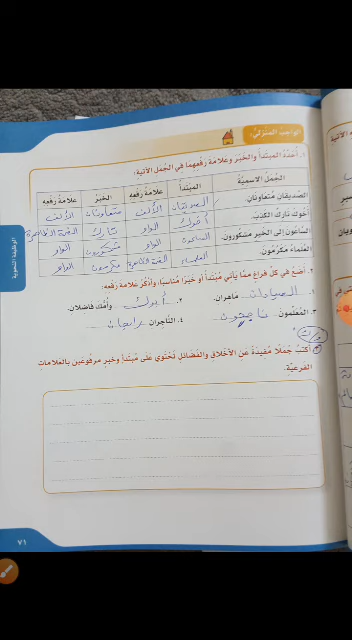 الواجب المنزلي:
١. أحدد المبتدأ والخبر وعلامة رفعهما في الجمل الآتية:
الجمل الاسمية المبتدأ علامة رفعه الخبر علامة رفعه
الصديقان متعاونان. الصديقان الألف متعاونان الألف
أخوك تارك الكذب. أخوك الواو تارك الضمة الظاهرة
الساعون إلى الخير مشكورون. الساعون الواو مشكورون الواو
العلماء مكرمون. العلماء الضمة الظاهرة مكرمون الواو
٢. أضع في كل فراغ مما يأتي مبتدأ أو خبرا مناسبا، وأذكر علامة رفعه:
١. الصيادان ماهران. ٢. أبوك وأمك فاضلان.
٣. المعلمون ناجحون ٤. التاجران رابحان
٣ أكتب جملا مفيدة عن الأخلاق والفضائل تحتوي على مبتدأ وخبر مرفوعين بالعلامات
الفرعية.
الوظيفة النحوية
٧١